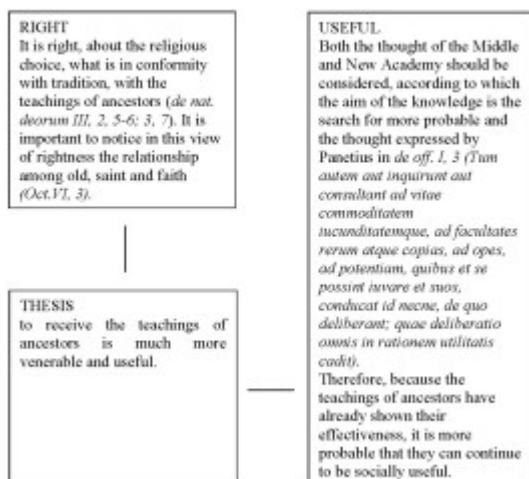 RIGHT
It is right, about the religious
choice, what is in conformity
with tradition, with the
teachings of ancestors (de nat.
deorum III, 2, 5-6; 3, 7). It is
important to notice in this view
of rightness the relationship
among old, saint and faith
(Oct.VI, 3).
THESIS
to receive the teachings of
ancestors is much more
venerable and useful.
USEFUL
Both the thought of the Middle
and New Academy should be
considered, according to which
the aim of the knowledge is the
search for more probable and
the thought expressed by
Panetius in de off. I, 3 (Tum
autem aut inquirunt aut
consultant ad vitae
commoditatem
iucunditatemque, ad facultates
rerum atque copias, ad opes,
ad potentiam, quibus et se
possint iuvare et suos,
conducat id necne, de quo
deliberant; quae deliberatio
omnis in rationem utilitatis
cadit).
Therefore, because the
teachings of ancestors have
already shown their
effectiveness, it is more
probable that they can continue
to be socially useful.